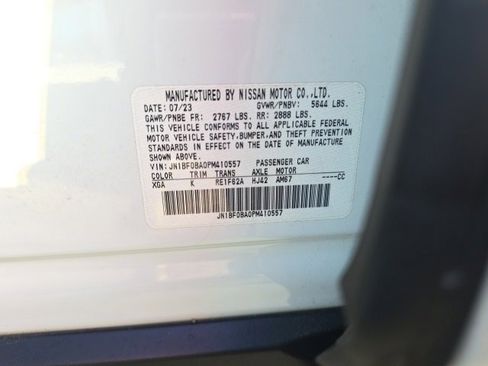 MANUFACTURED BY NISSAN MOTOR CO.,LTD.
DATE: 07/23 GVWR/PNBV: 5644 LBS.
GAWR/PNBE FR: 2767 LBS. RR: 2888 LBS.
THIS VEHICLE CONFORMS TO ALL APPLICABLE FEDERAL
MOTOR VEHICLE SAFETY,BUMPER,AND THEFT PREVENTION
STANDARDS IN EFFECT ON THE DATE OF MANUFACTURE
SHOWN ABOVE.
VIN: JN1BF0BA0PM410557 PASSENGER CAR
COLOR TRIM TRANS AXLE MOTOR
XGA K RE1F62A HJ42 AM67 ----CC
JN1BF0BA0PM410557